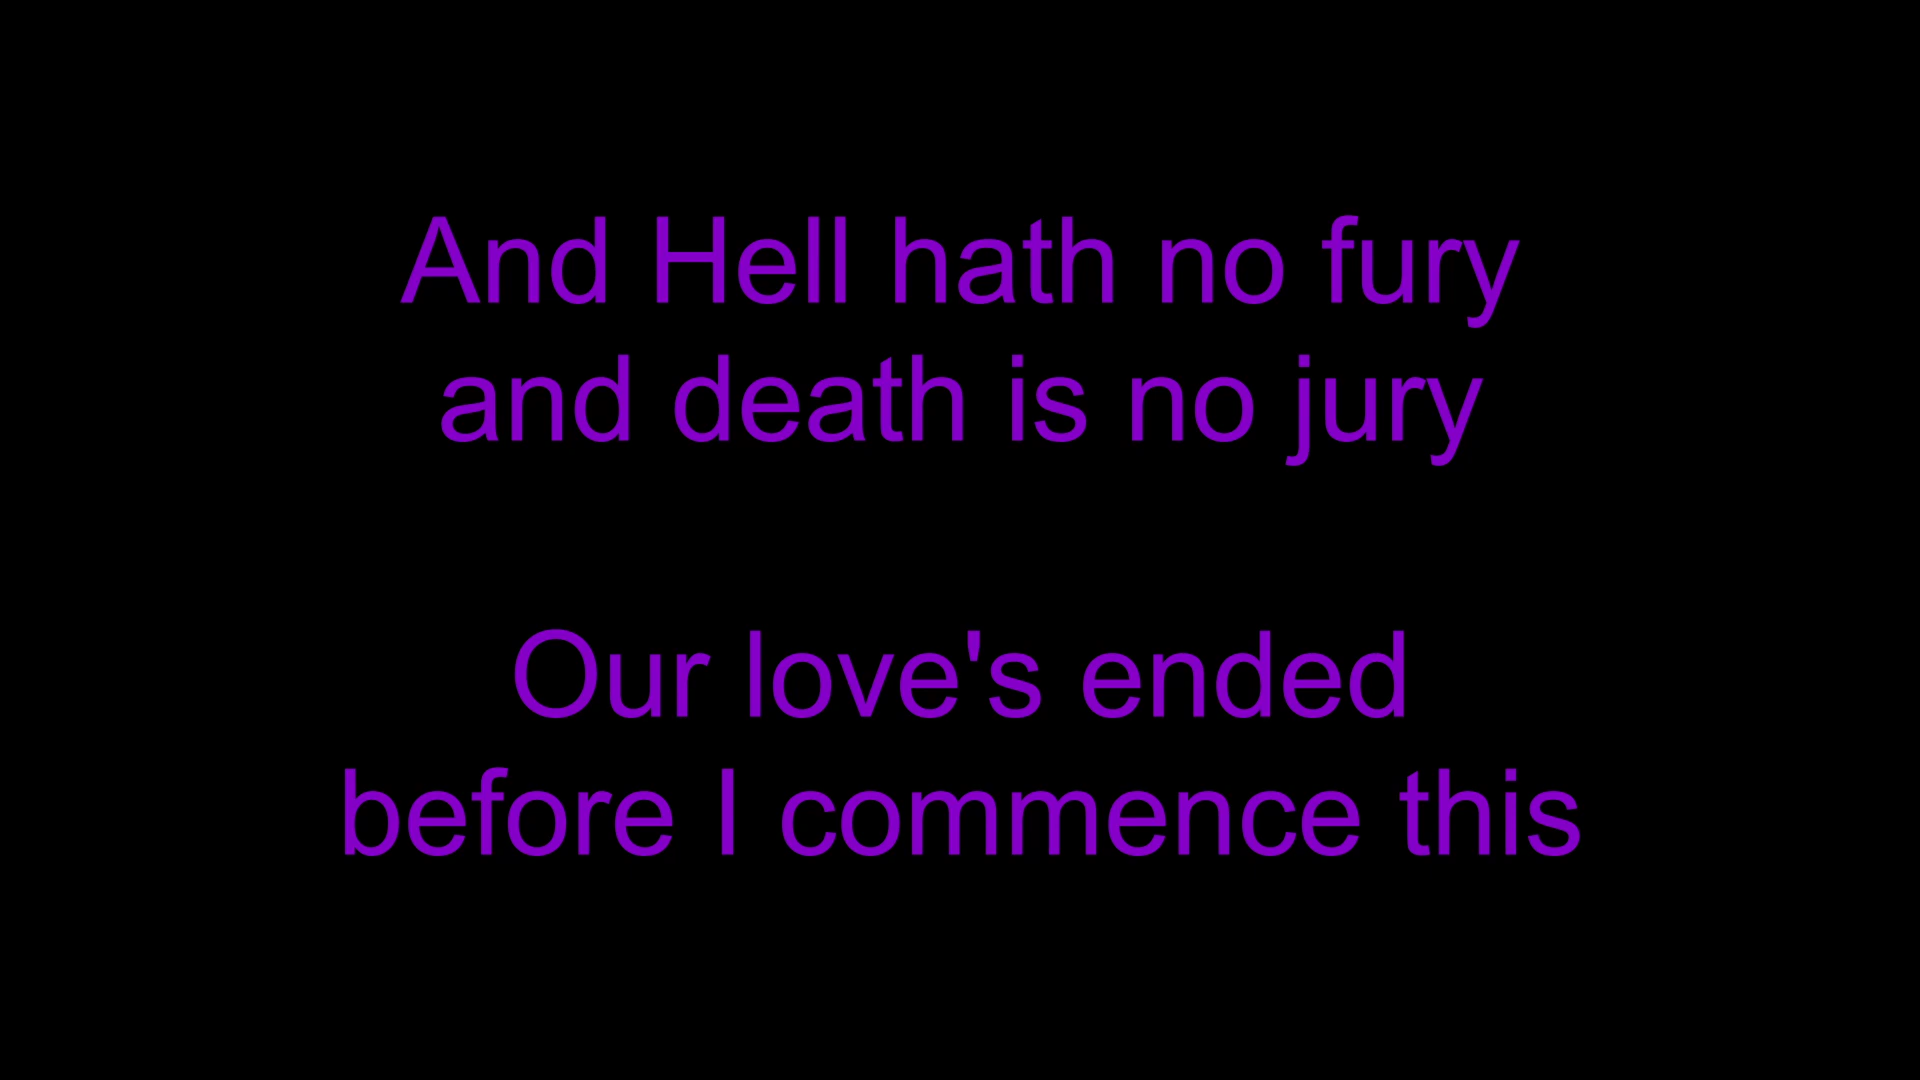 And Hell hath no fury
and death is no jury
Our love's ended
before I commence this